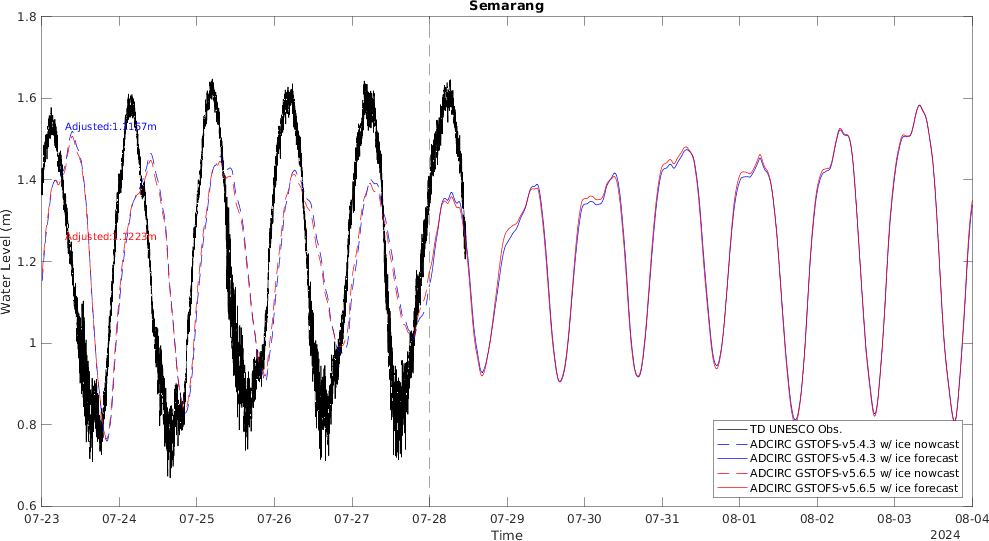 Semarang
1.8
1.6
1.4
1.2
1
0.8
0.6
Water Level (m)
Adjusted:1.1167m
Adjusted:1.1223m
TD UNESCO Obs.
ADCIRC GSTOFS-v5.4.3 w/ ice nowcast
ADCIRC GSTOFS-v5.4.3 w/ ice forecast
ADCIRC GSTOFS-v5.6.5 w/ ice nowcast
ADCIRC GSTOFS-v5.6.5 w/ ice forecast
07-23 07-24 07-25 07-26 07-27 07-28 07-29 07-30 07-31 08-01 08-02 08-03 08-04
Time
2024